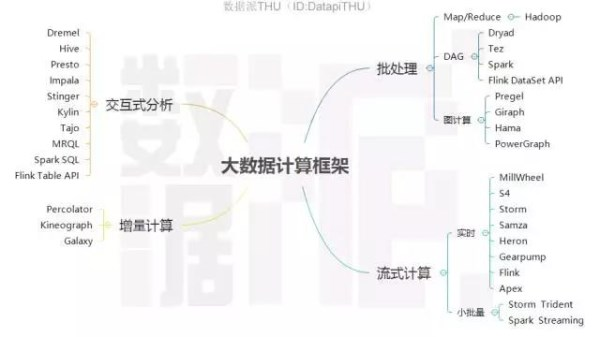 数据派THU（ID:DatapiTHU）
大数据计算框架
批处理
Map/Reduce
Hadoop
DAG
Dryad
Tez
Spark
Flink DataSet API
图计算
Pregel
Giraph
Hama
PowerGraph
流式计算
实时
MillWheel
S4
Storm
Samza
Heron
Gearpump
Flink
Apex
小批量
Storm Trident
Spark Streaming
交互式分析
Dremel
Hive
Presto
Impala
Stinger
Kylin
Tajo
MRQL
Spark SQL
Flink Table API
增量计算
Percolator
Kineograph
Galaxy
数据派